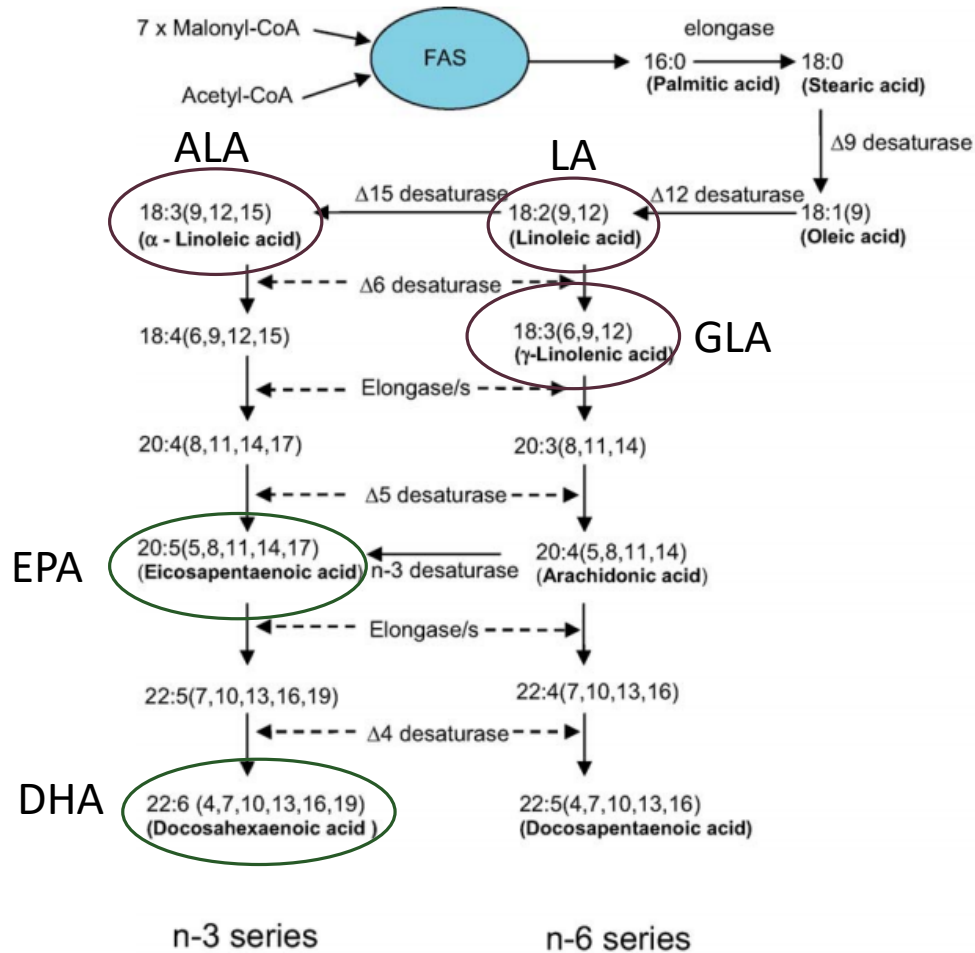 7 x Malonyl-CoA
Acetyl-CoA
FAS
16:0
(Palmitic acid)
elongase
18:0
(Stearic acid)
Δ9 desaturase
18:1(9)
(Oleic acid)
Δ12 desaturase
LA
18:2(9,12)
(Linoleic acid)
Δ15 desaturase
ALA
18:3(9,12,15)
(α - Linoleic acid)
Δ6 desaturase
18:4(6,9,12,15)
18:3(6,9,12)
(γ-Linolenic acid)
GLA
Elongase/s
20:4(8,11,14,17)
20:3(8,11,14)
Δ5 desaturase
EPA
20:5(5,8,11,14,17)
(Eicosapentaenoic acid)
n-3 desaturase
20:4(5,8,11,14)
(Arachidonic acid)
Elongase/s
22:5(7,10,13,16,19)
22:4(7,10,13,16)
Δ4 desaturase
DHA
22:6 (4,7,10,13,16,19)
(Docosahexaenoic acid )
22:5(4,7,10,13,16)
(Docosapentaenoic acid)
n-3 series
n-6 series